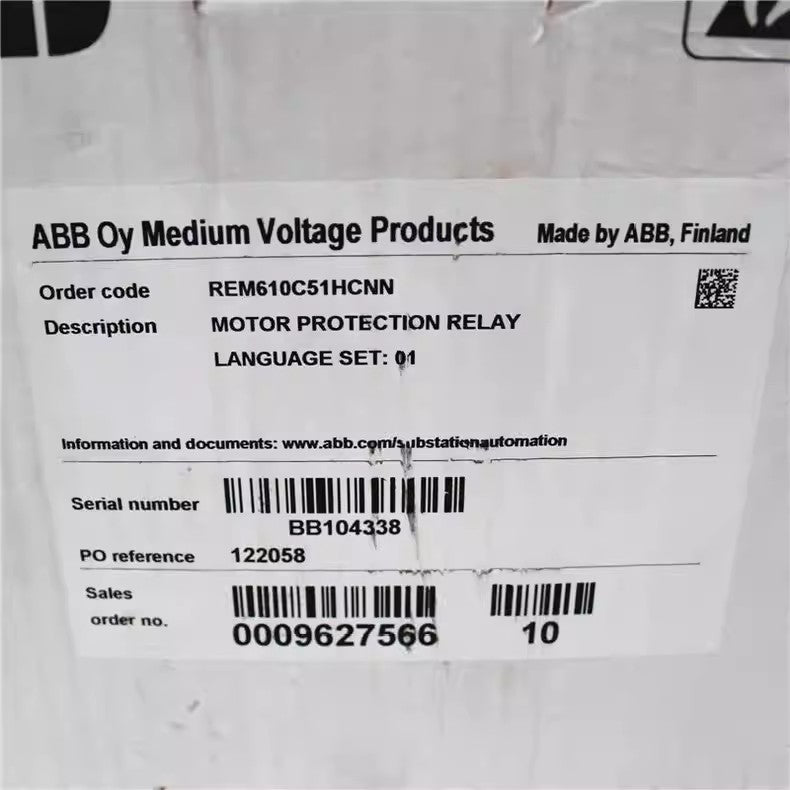 ABB Oy Medium Voltage Products Made by ABB, Finland
Order code REM610C51HCNN
Description MOTOR PROTECTION RELAY
LANGUAGE SET: 01
Information and documents: www.abb.com/substationautomation
Serial number
BB104338
PO reference 122058
Sales
order no.
0009627566 10